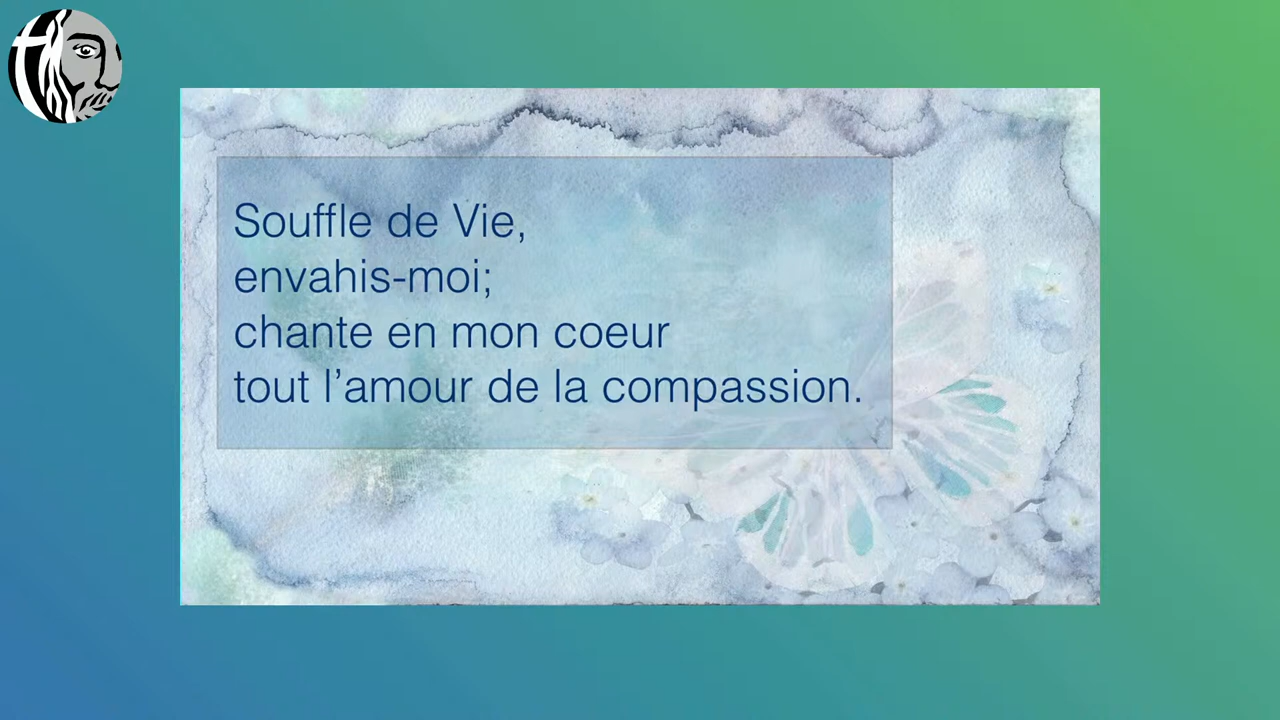 Souffle de Vie,
envahis-moi;
chante en mon coeur
tout l’amour de la compassion.